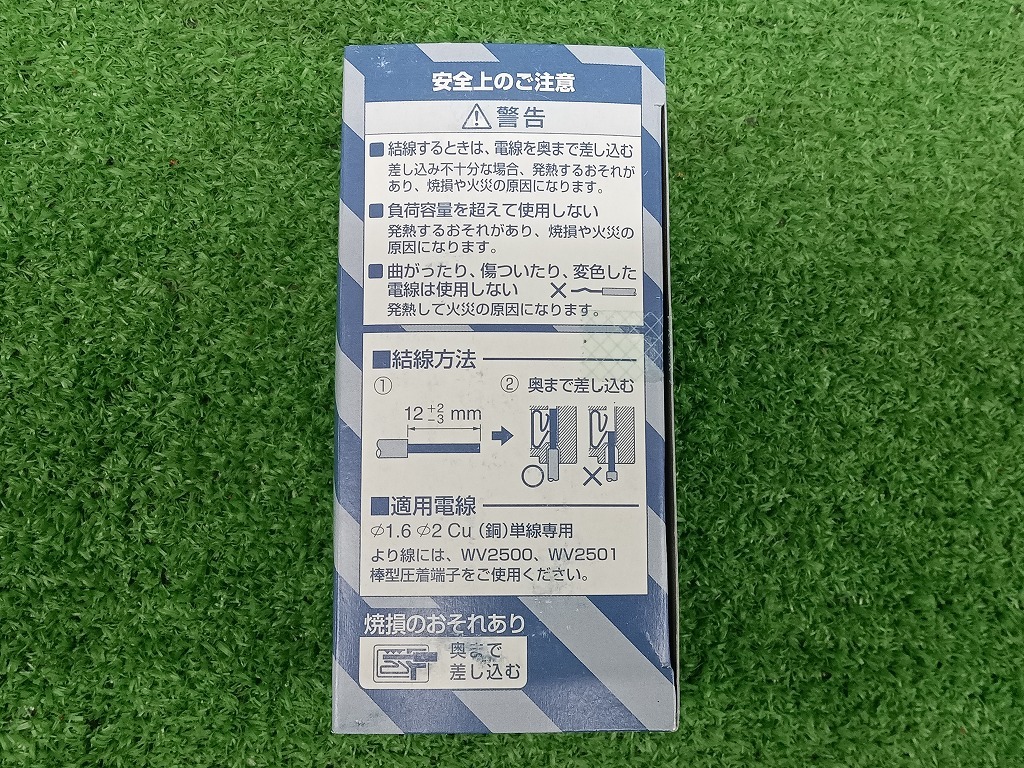 安全上のご注意
警告
■ 結線するときは、電線を奥まで差し込む
差し込み不十分な場合、発熱するおそれが
あり、焼損や火災の原因になります。
■ 負荷容量を超えて使用しない
発熱するおそれがあり、焼損や火災の
原因になります。
■ 曲がったり、傷ついたり、変色した
電線は使用しない ×
発熱して火災の原因になります。
■結線方法
① ② 奥まで差し込む
12 +2 −3 mm
○ ×
■適用電線
φ1.6 φ2 Cu (銅)単線専用
より線には、WV2500、WV2501
棒型圧着端子をご使用ください。
焼損のおそれあり
奥まで
差し込む